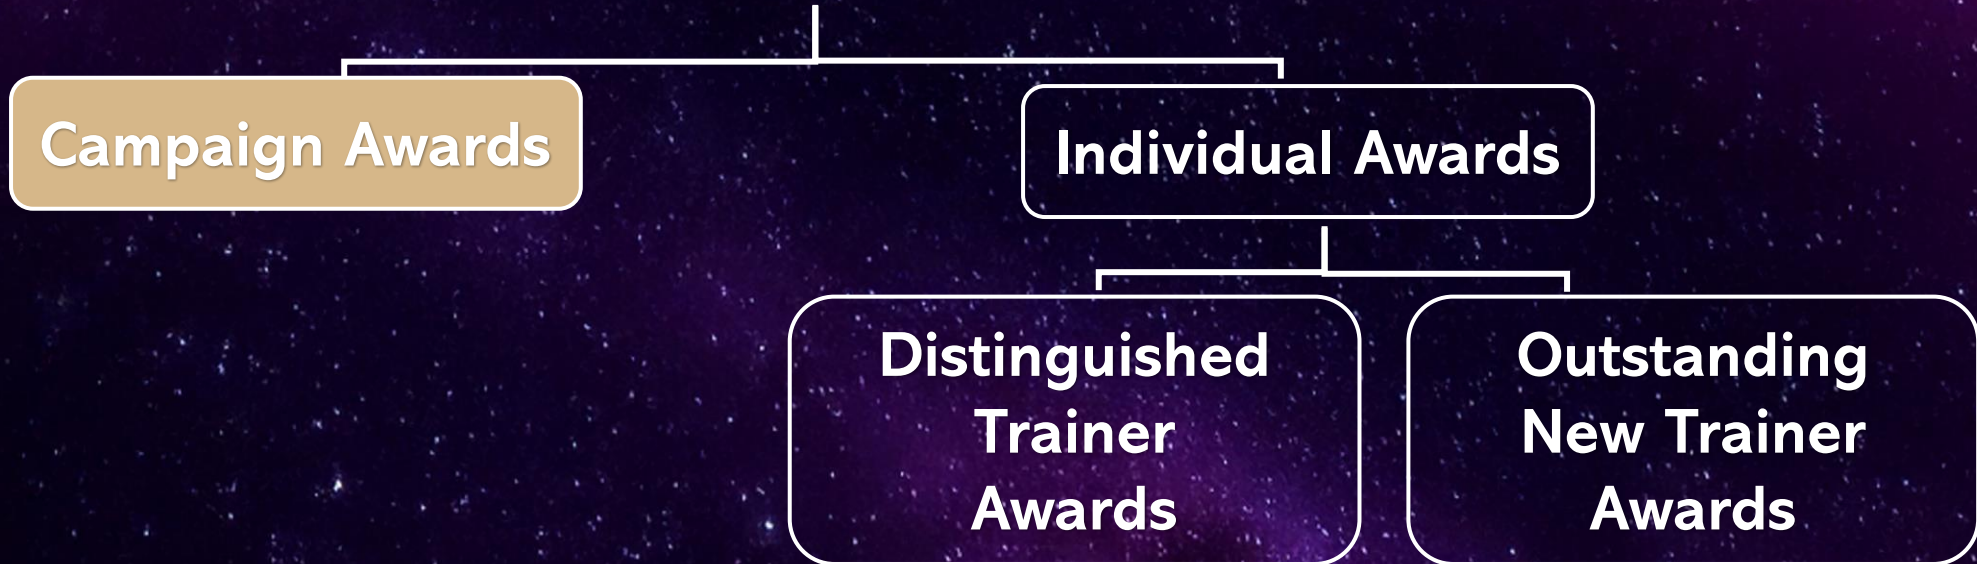 Campaign Awards
Individual Awards
Distinguished
Trainer
Awards
Outstanding
New Trainer
Awards